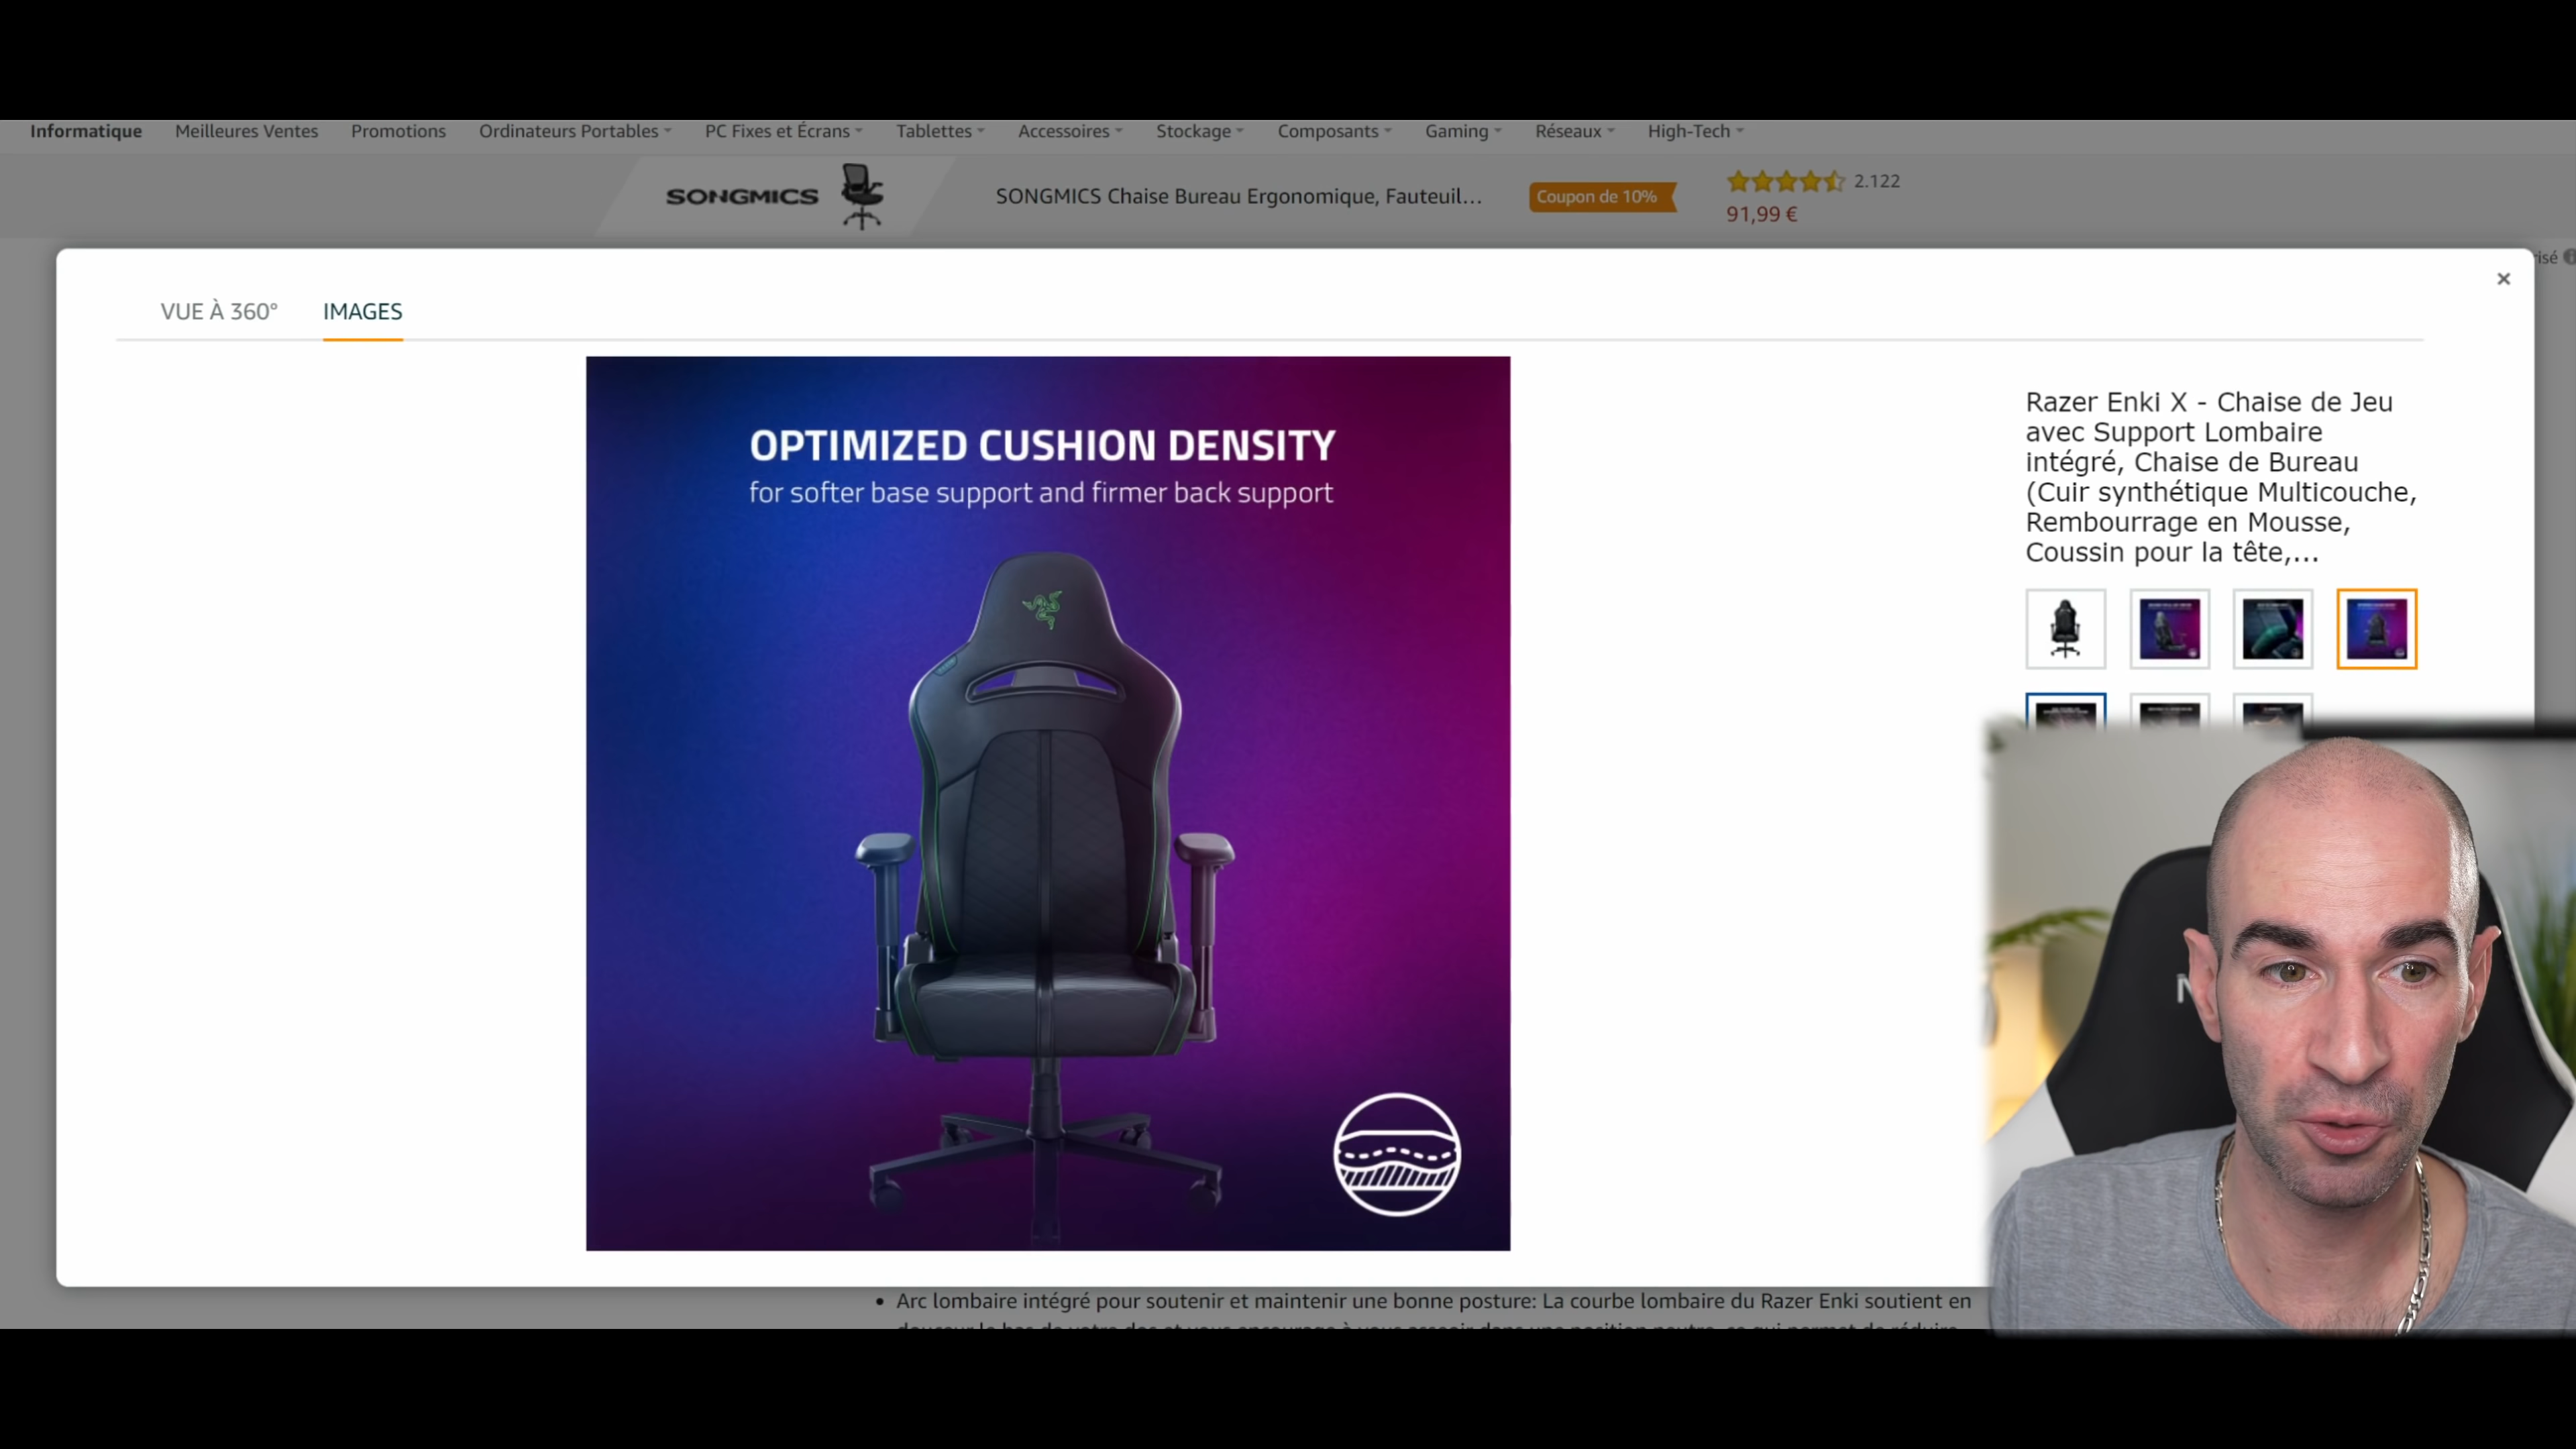 Informatique Meilleures Ventes Promotions Ordinateurs Portables PC Fixes et Écrans Tablettes Accessoires Stockage Composants Gaming Réseaux High-Tech
SONGMICS SONGMICS Chaise Bureau Ergonomique, Fauteuil... Coupon de 10% 2.122
91,99 €
VUE À 360° IMAGES
OPTIMIZED CUSHION DENSITY
for softer base support and firmer back support
Razer Enki X - Chaise de Jeu
avec Support Lombaire
intégré, Chaise de Bureau
(Cuir synthétique Multicouche,
Rembourrage en Mousse,
Coussin pour la tête,...
• Arc lombaire intégré pour soutenir et maintenir une bonne posture: La courbe lombaire du Razer Enki soutient en